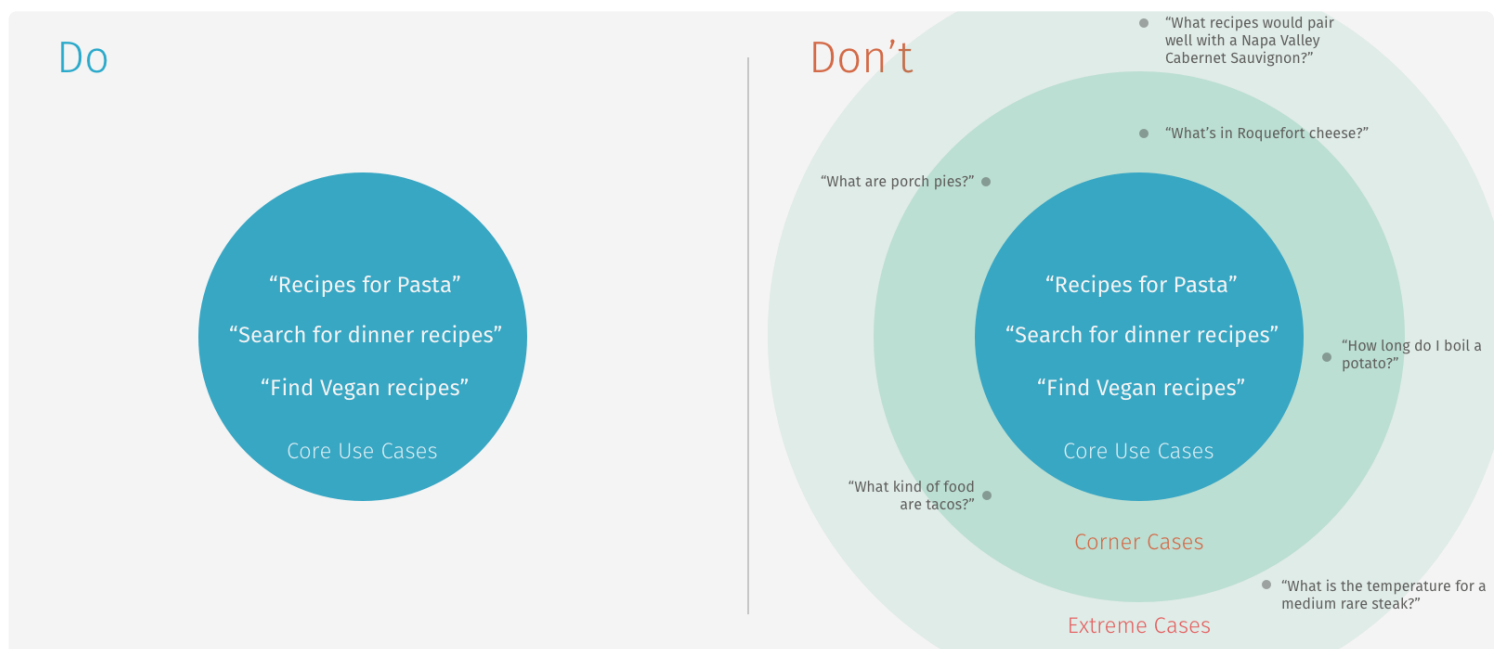 Do
“Recipes for Pasta”
“Search for dinner recipes”
“Find Vegan recipes”
Core Use Cases
Don’t
“What recipes would pair
well with a Napa Valley
Cabernet Sauvignon?”
“What’s in Roquefort cheese?”
“What are porch pies?”
“Recipes for Pasta”
“Search for dinner recipes”
“Find Vegan recipes”
Core Use Cases
“How long do I boil a
potato?”
“What kind of food
are tacos?”
Corner Cases
“What is the temperature for a
medium rare steak?”
Extreme Cases